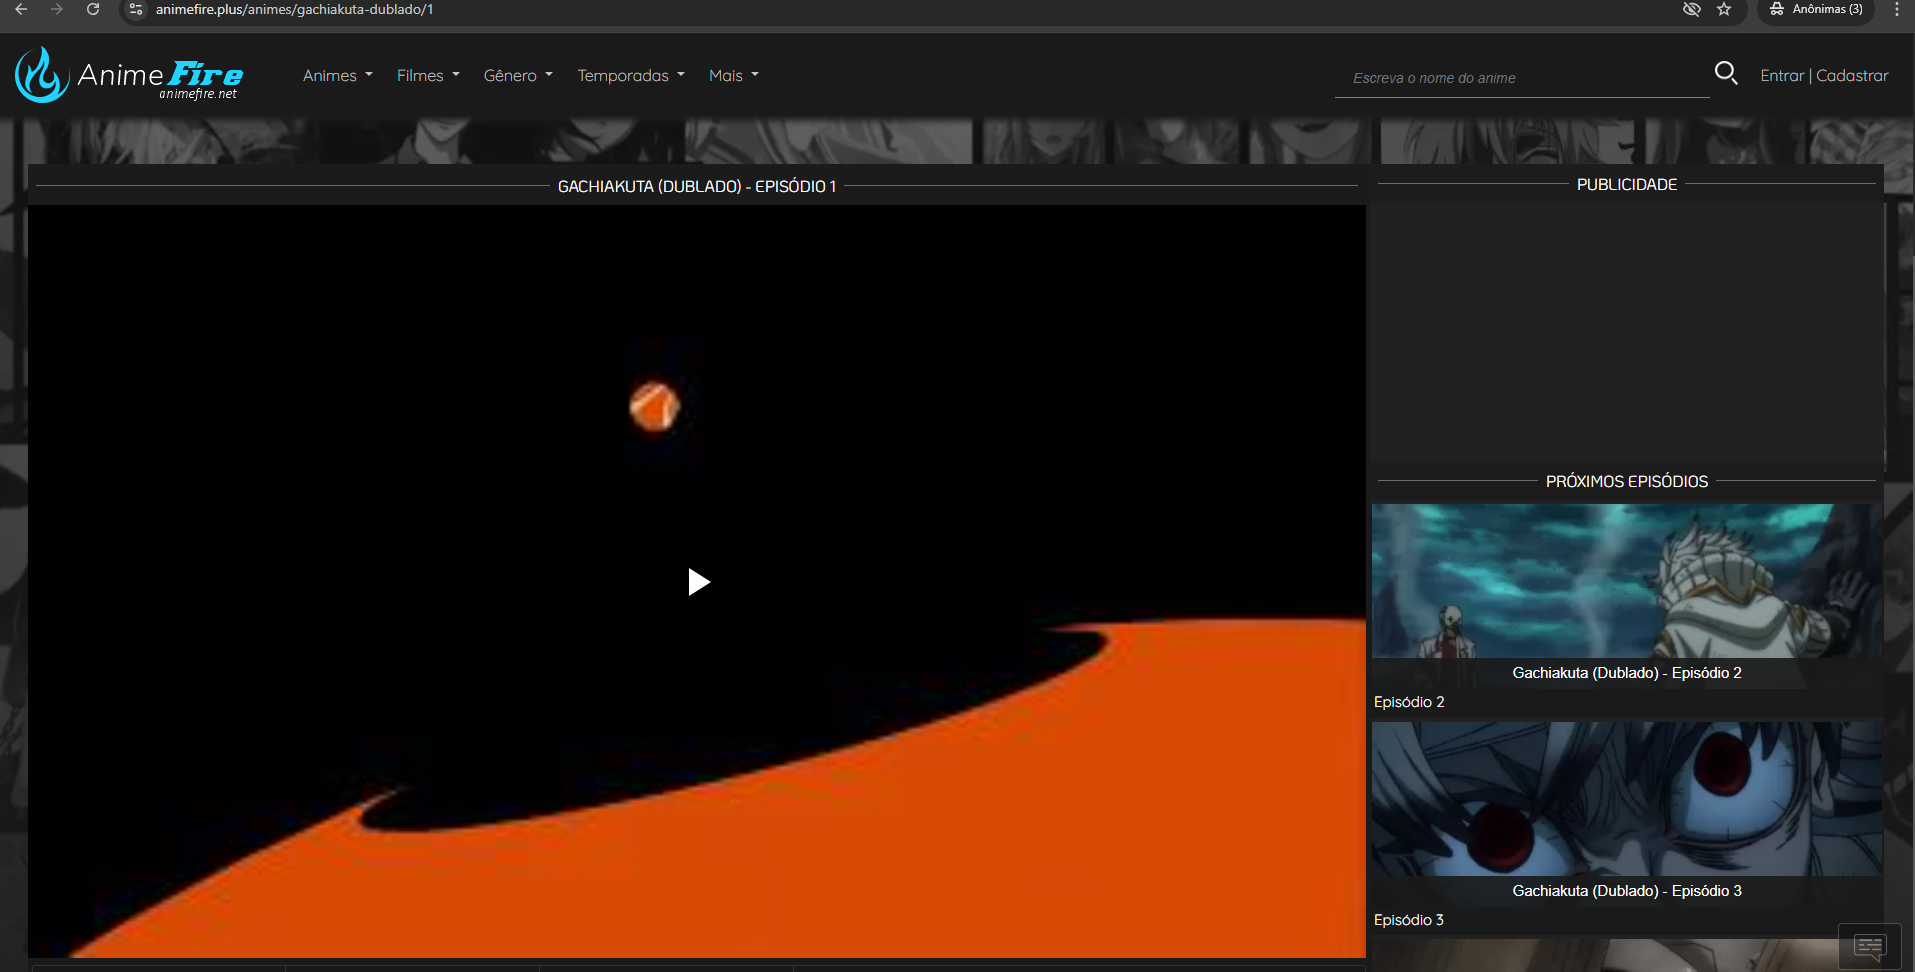 animefire.plus/animes/gachiakuta-dublado/1
Anônimas (3)
Anime Fire
animefire.net
Animes
Filmes
Gênero
Temporadas
Mais
Escreva o nome do anime
Entrar | Cadastrar
GACHIAKUTA (DUBLADO) - EPISÓDIO 1
PUBLICIDADE
PRÓXIMOS EPISÓDIOS
Gachiakuta (Dublado) - Episódio 2
Episódio 2
Gachiakuta (Dublado) - Episódio 3
Episódio 3